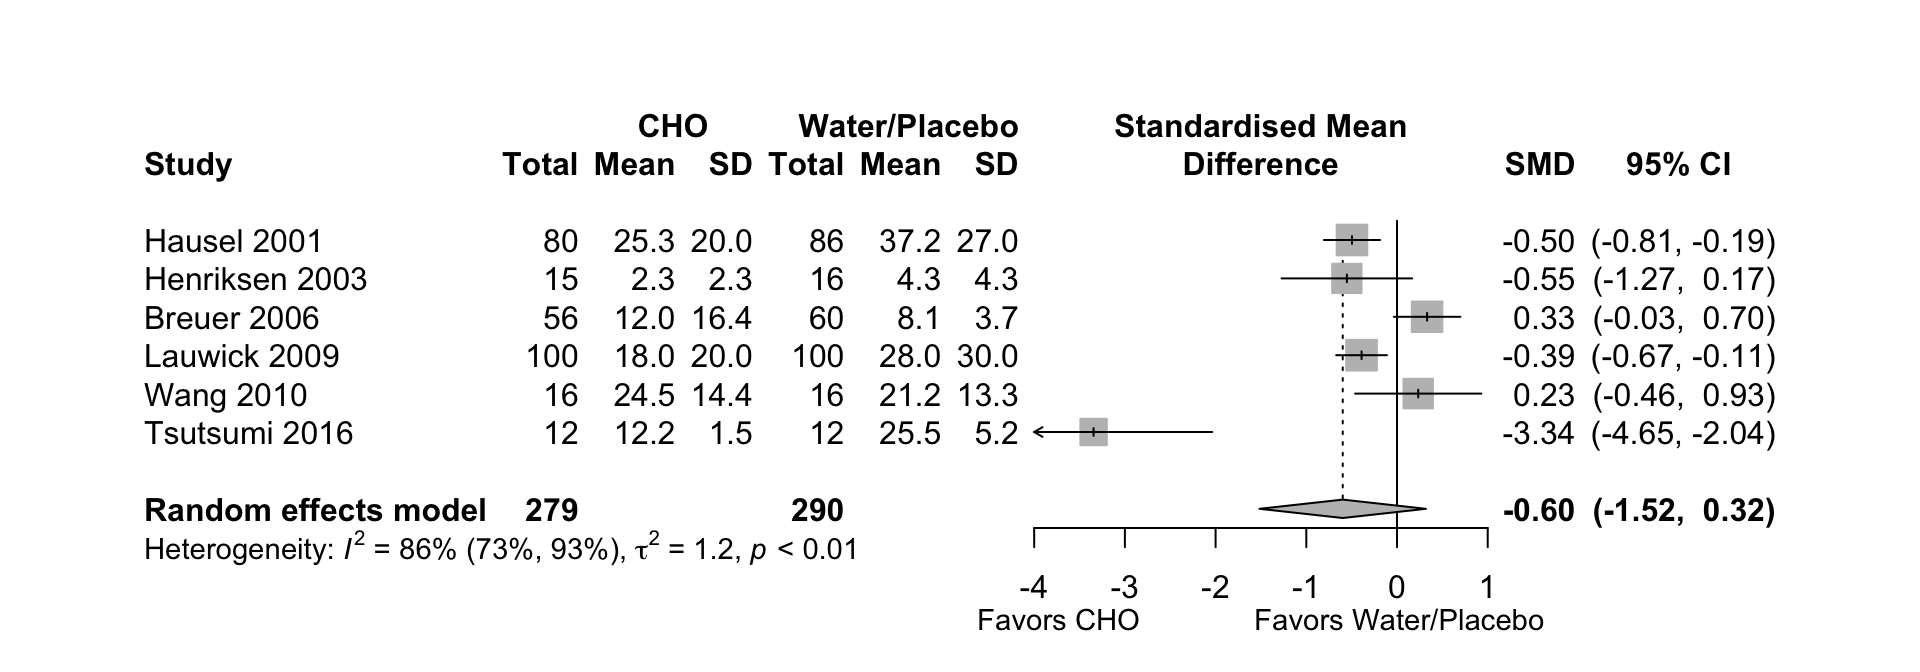 CHO Water/Placebo Standardised Mean
Study Total Mean SD Total Mean SD Difference SMD 95% CI
Hausel 2001 80 25.3 20.0 86 37.2 27.0 -0.50 (-0.81, -0.19)
Henriksen 2003 15 2.3 2.3 16 4.3 4.3 -0.55 (-1.27, 0.17)
Breuer 2006 56 12.0 16.4 60 8.1 3.7 0.33 (-0.03, 0.70)
Lauwick 2009 100 18.0 20.0 100 28.0 30.0 -0.39 (-0.67, -0.11)
Wang 2010 16 24.5 14.4 16 21.2 13.3 0.23 (-0.46, 0.93)
Tsutsumi 2016 12 12.2 1.5 12 25.5 5.2 -3.34 (-4.65, -2.04)
Random effects model 279 290 -0.60 (-1.52, 0.32)
Heterogeneity: I² = 86% (73%, 93%), τ² = 1.2, p < 0.01
-4 -3 -2 -1 0 1
Favors CHO Favors Water/Placebo